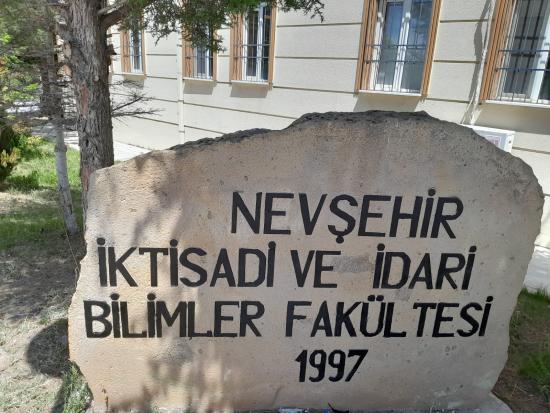 NEVŞEHİR
İKTİSADİ VE İDARİ
BİLİMLER FAKÜLTESİ
1997